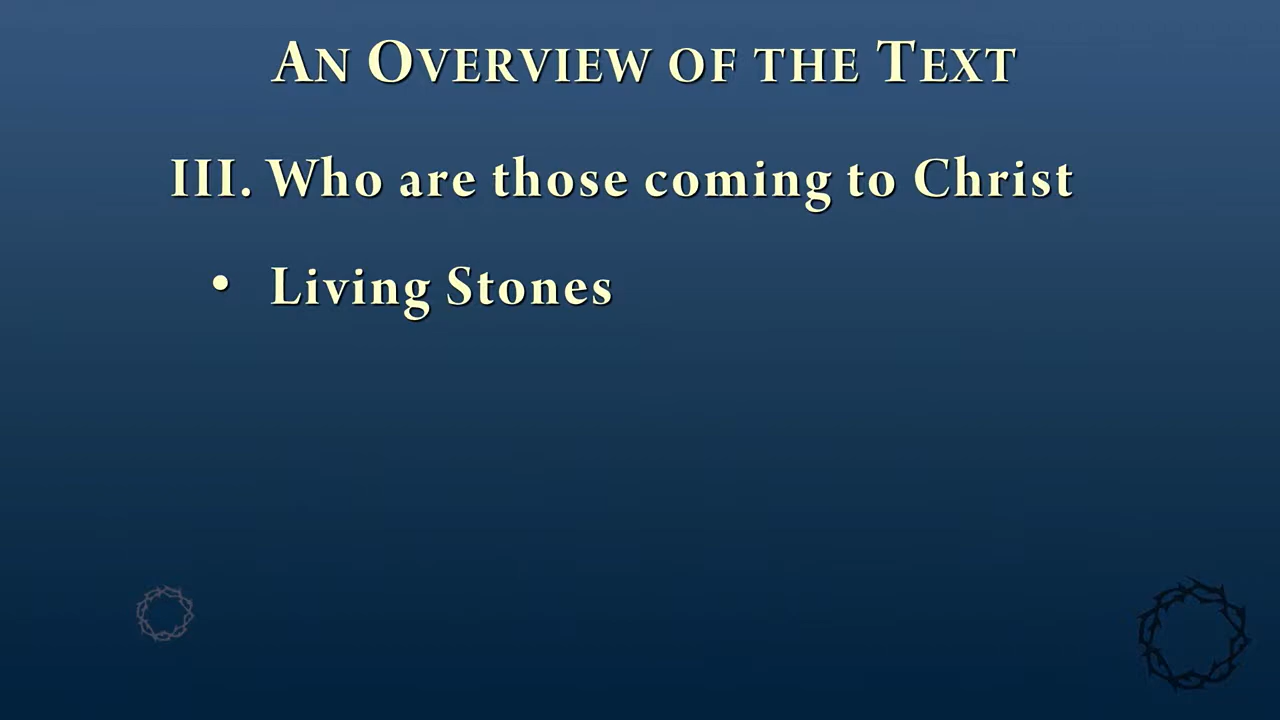 An Overview of the Text
III. Who are those coming to Christ
• Living Stones